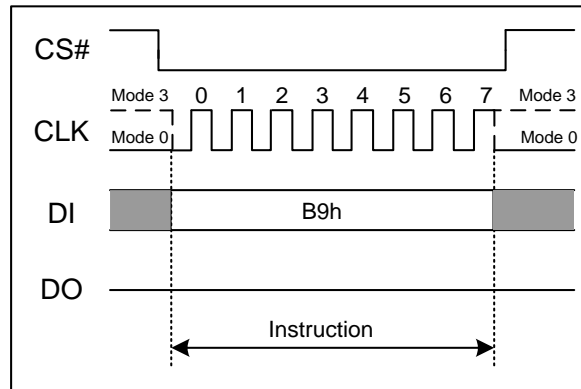 CS#
Mode 3 0 1 2 3 4 5 6 7 Mode 3
CLK
Mode 0 Mode 0
DI B9h
DO
Instruction